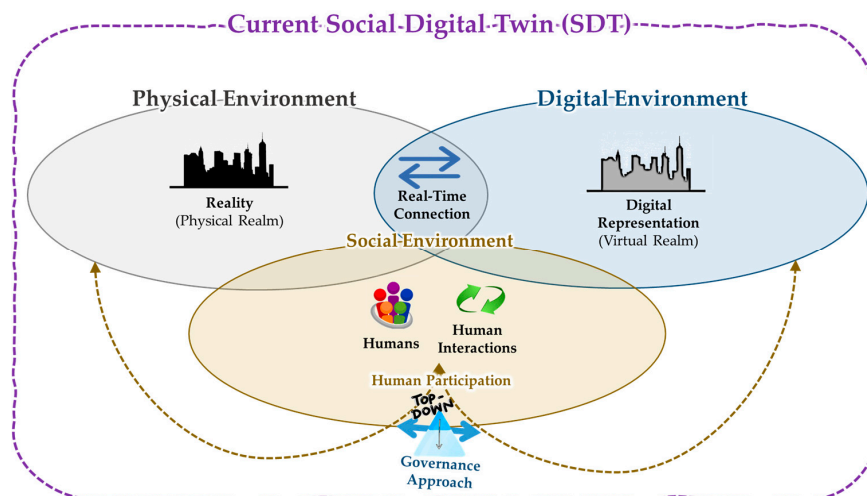 Current Social Digital Twin (SDT)
Physical Environment
Digital Environment
Reality
(Physical Realm)
Real-Time
Connection
Digital
Representation
(Virtual Realm)
Social Environment
Humans
Human
Interactions
Human Participation
TOP-
DOWN
Governance
Approach